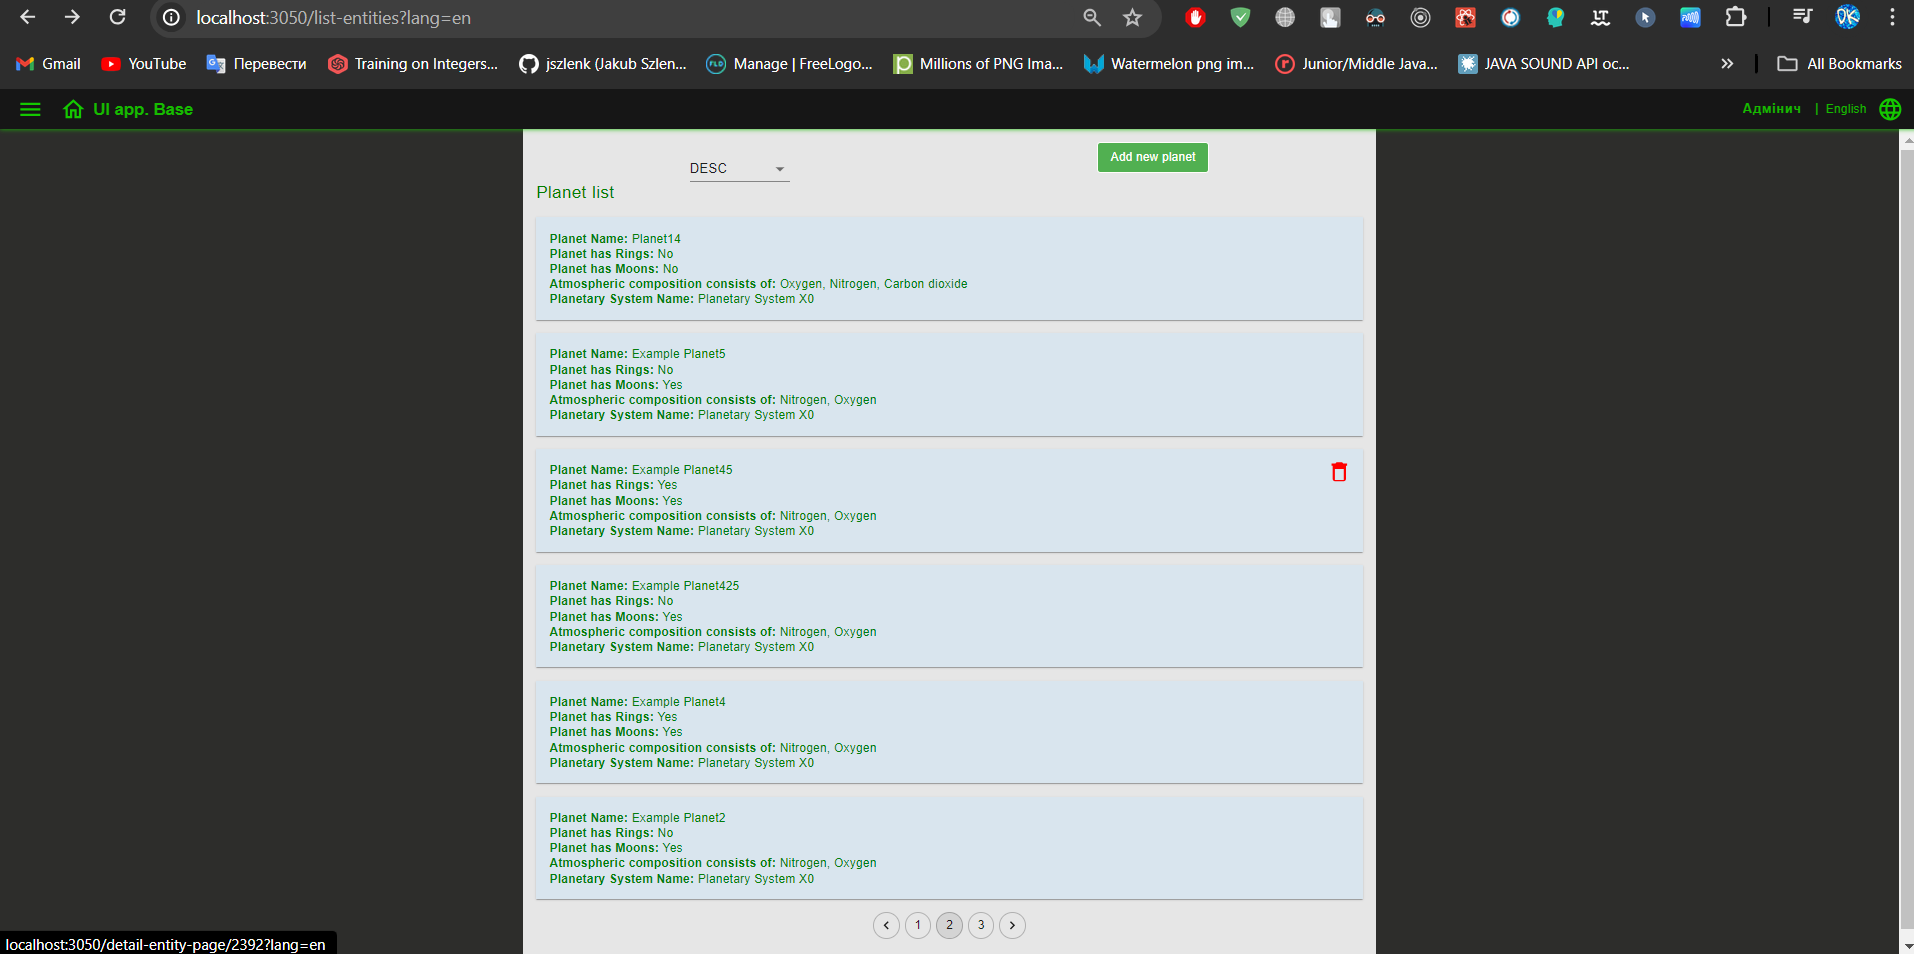 localhost:3050/list-entities?lang=en
Gmail YouTube Перевести Training on Integers... jszlenk (Jakub Szlen... Manage | FreeLogo... Millions of PNG Ima... Watermelon png im... Junior/Middle Java... JAVA SOUND API oc... » All Bookmarks
UI app. Base Адмінич | English
DESC Add new planet
Planet list
Planet Name: Planet14
Planet has Rings: No
Planet has Moons: No
Atmospheric composition consists of: Oxygen, Nitrogen, Carbon dioxide
Planetary System Name: Planetary System X0
Planet Name: Example Planet5
Planet has Rings: No
Planet has Moons: Yes
Atmospheric composition consists of: Nitrogen, Oxygen
Planetary System Name: Planetary System X0
Planet Name: Example Planet45
Planet has Rings: Yes
Planet has Moons: Yes
Atmospheric composition consists of: Nitrogen, Oxygen
Planetary System Name: Planetary System X0
Planet Name: Example Planet425
Planet has Rings: No
Planet has Moons: Yes
Atmospheric composition consists of: Nitrogen, Oxygen
Planetary System Name: Planetary System X0
Planet Name: Example Planet4
Planet has Rings: Yes
Planet has Moons: Yes
Atmospheric composition consists of: Nitrogen, Oxygen
Planetary System Name: Planetary System X0
Planet Name: Example Planet2
Planet has Rings: No
Planet has Moons: Yes
Atmospheric composition consists of: Nitrogen, Oxygen
Planetary System Name: Planetary System X0
1 2 3
localhost:3050/detail-entity-page/2392?lang=en